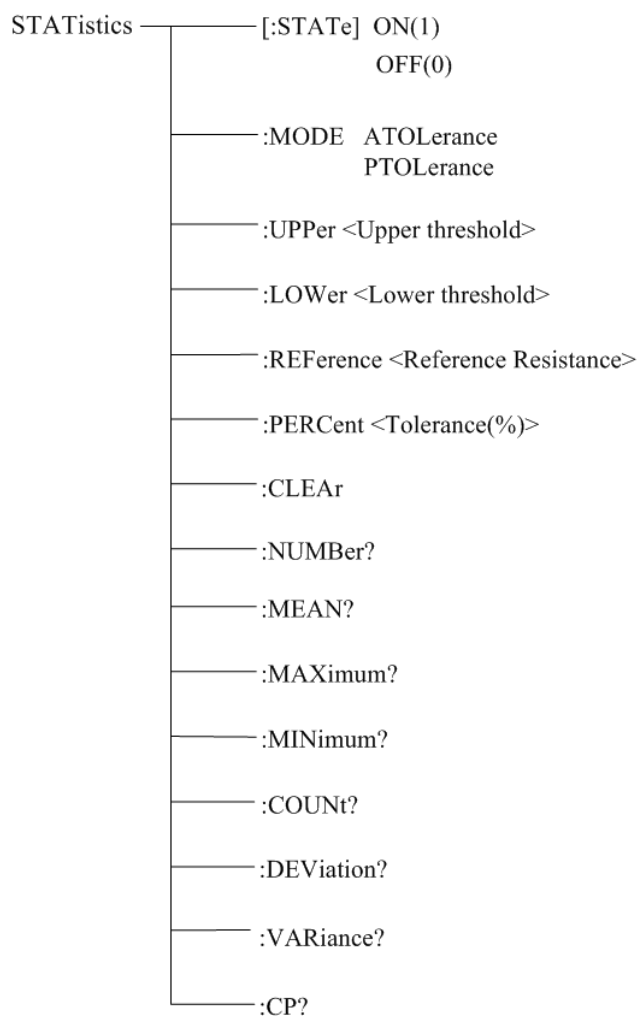 STATistics [:STATe] ON(1)
OFF(0)
:MODE ATOLerance
PTOLerance
:UPPer <Upper threshold>
:LOWer <Lower threshold>
:REFerence <Reference Resistance>
:PERCent <Tolerance(%)>
:CLEAr
:NUMBer?
:MEAN?
:MAXimum?
:MINimum?
:COUNt?
:DEViation?
:VARiance?
:CP?